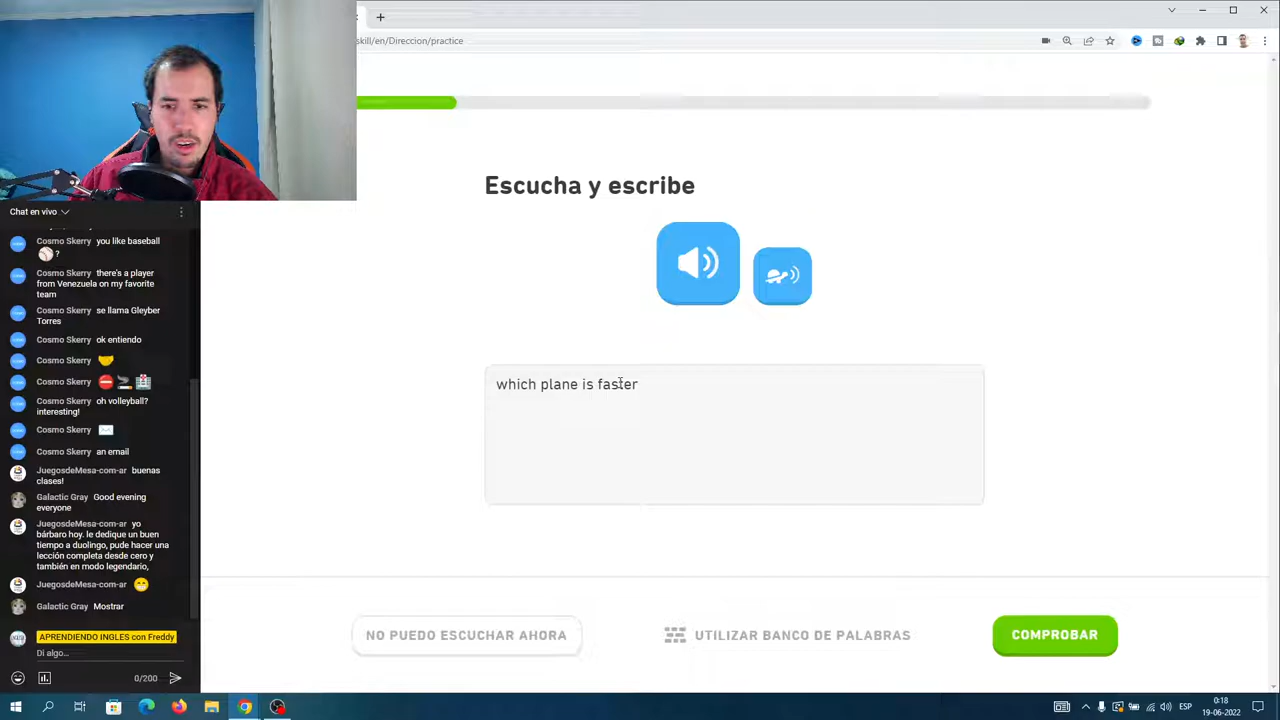 skill/en/Direccion/practice
Escucha y escribe
which plane is faster
NO PUEDO ESCUCHAR AHORA
UTILIZAR BANCO DE PALABRAS
COMPROBAR
Chat en vivo
Cosmo Skerry you like baseball
⚾ ?
Cosmo Skerry there's a player
from Venezuela on my favorite
team
Cosmo Skerry se llama Gleyber
Torres
Cosmo Skerry ok entiendo
Cosmo Skerry 🤝
Cosmo Skerry ⛔ 🚬 🏥
Cosmo Skerry oh volleyball?
interesting!
Cosmo Skerry ✉️
Cosmo Skerry an email
JuegosdeMesa-com-ar buenas
clases!
Galactic Gray Good evening
everyone
JuegosdeMesa-com-ar yo
bárbaro hoy. le dedique un buen
tiempo a duolingo, pude hacer una
lección completa desde cero y
también en modo legendario,
JuegosdeMesa-com-ar 😁
Galactic Gray Mostrar
APRENDIENDO INGLES con Freddy
Di algo...
0/200
ESP
0:18
19-06-2022